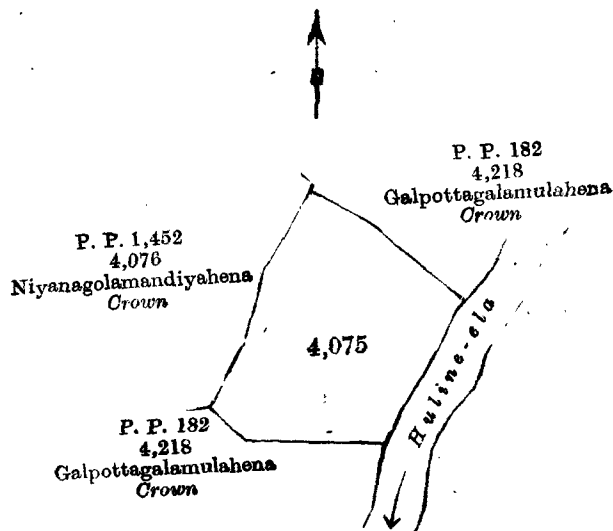 P. P. 182
4,218
Galpottagalamulahena
Crown
P. P. 1,452
4,076
Niyanagolamandiyahena
Crown
4,075
Huline-ela
P. P. 182
4,218
Galpottagalamulahena
Crown